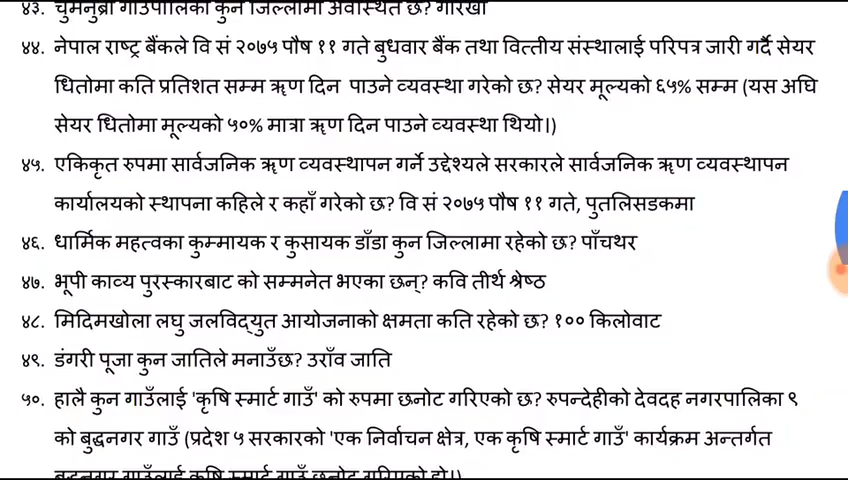 ४३. चुमनुब्री गाउँपालिका कुन जिल्लामा अवस्थित छ? गोरखा
४४. नेपाल राष्ट्र बैंकले वि सं २०७५ पौष ११ गते बुधवार बैंक तथा वित्तीय संस्थालाई परिपत्र जारी गर्दै सेयर
धितोमा कति प्रतिशत सम्म ऋण दिन पाउने व्यवस्था गरेको छ? सेयर मूल्यको ६५% सम्म (यस अघि
सेयर धितोमा मूल्यको ५०% मात्रा ऋण दिन पाउने व्यवस्था थियो।)
४५. एकिकृत रुपमा सार्वजनिक ऋण व्यवस्थापन गर्ने उद्देश्यले सरकारले सार्वजनिक ऋण व्यवस्थापन
कार्यालयको स्थापना कहिले र कहाँ गरेको छ? वि सं २०७५ पौष ११ गते, पुतलिसडकमा
४६. धार्मिक महत्वका कुम्मायक र कुसायक डाँडा कुन जिल्लामा रहेको छ? पाँचथर
४७. भूपी काव्य पुरस्कारबाट को सम्मनेत भएका छन्? कवि तीर्थ श्रेष्ठ
४८. मिदिमखोला लघु जलविद्युत आयोजनाको क्षमता कति रहेको छ? १०० किलोवाट
४९. डंगरी पूजा कुन जातिले मनाउँछ? उराँव जाति
५०. हालै कुन गाउँलाई 'कृषि स्मार्ट गाउँ' को रुपमा छनोट गरिएको छ? रुपन्देहीको देवदह नगरपालिका ९
को बुद्धनगर गाउँ (प्रदेश ५ सरकारको 'एक निर्वाचन क्षेत्र, एक कृषि स्मार्ट गाउँ' कार्यक्रम अन्तर्गत
बुद्धनगर गाउँलाई कृषि स्मार्ट गाउँ छनोट गरिएको हो।)